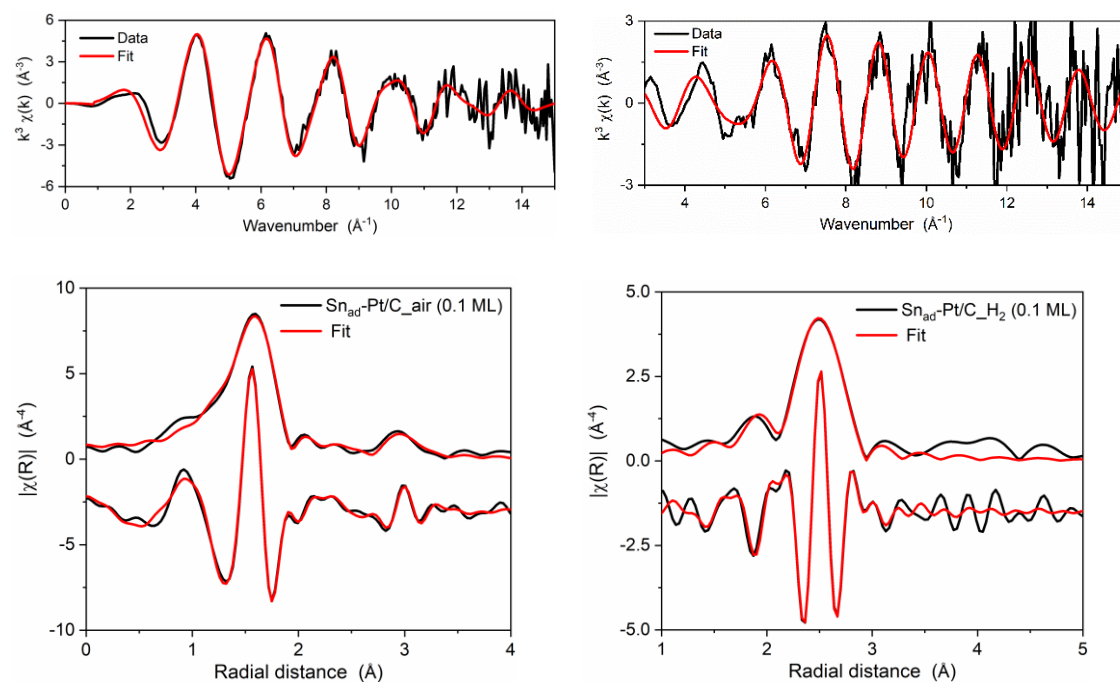 k³ χ(k) (Å⁻³)
6
3
0
-3
-6
Data
Fit
0 2 4 6 8 10 12 14
Wavenumber (Å⁻¹)
k³ χ(k) (Å⁻³)
3
0
-3
Data
Fit
4 6 8 10 12 14
Wavenumber (Å⁻¹)
|χ(R)| (Å⁻⁴)
10
5
0
-5
-10
Snad-Pt/C_air (0.1 ML)
Fit
0 1 2 3 4
Radial distance (Å)
|χ(R)| (Å⁻⁴)
5.0
2.5
0.0
-2.5
-5.0
Snad-Pt/C_H₂ (0.1 ML)
Fit
1 2 3 4 5
Radial distance (Å)